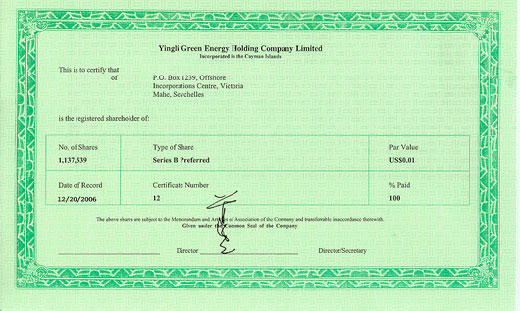 Yingli Green Energy Holding Company Limited
Incorporated in the Cayman Islands
This is to certify that
of P.O. Box 1239, Offshore
Incorporations Centre, Victoria
Mahe, Seychelles
is the registered shareholder of:
No. of Shares Type of Share Par Value
1,137,539 Series B Preferred US$0.01
Date of Record Certificate Number % Paid
12/20/2006 12 100
The above shares are subject to the Memorandum and Articles of Association of the Company and transferrable inaccordance therewith.
Given under the Common Seal of the Company
Director Director/Secretary